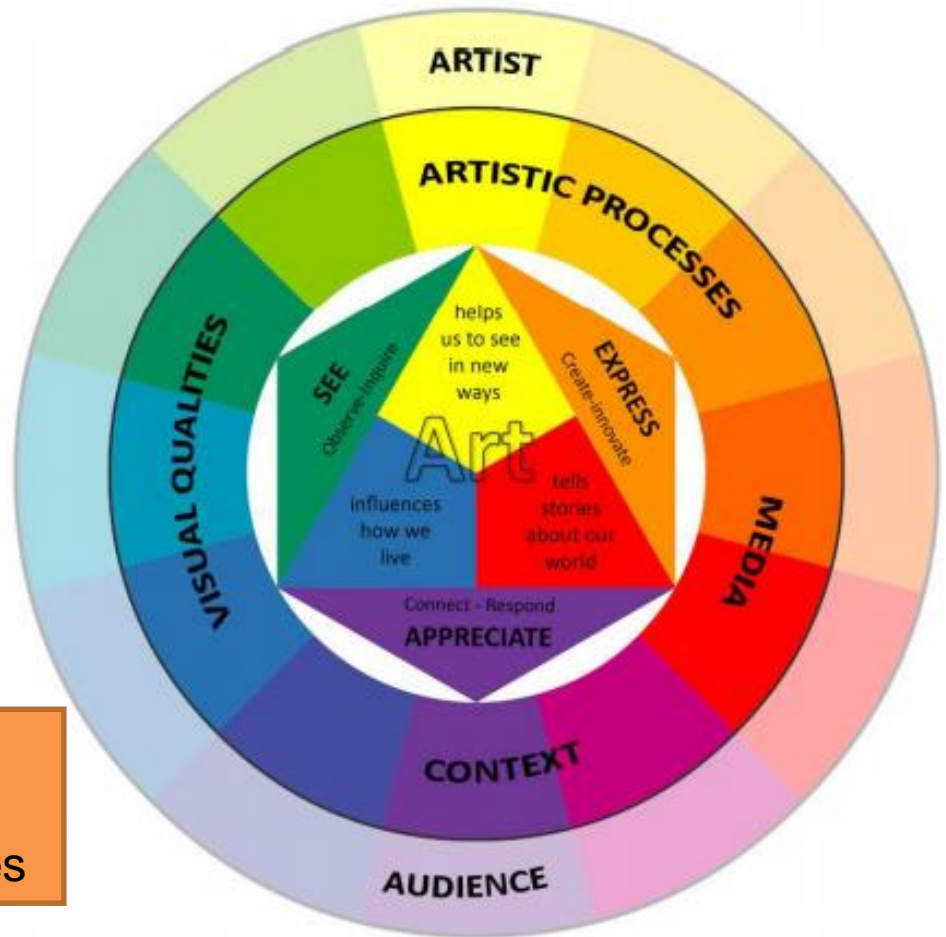 ARTIST
ARTISTIC PROCESSES
helps
us to see
in new
ways
SEE
Observe-Inquire
EXPRESS
Create-innovate
Art
influences
how we
live
tells
stories
about our
world
VISUAL QUALITIES
MEDIA
Connect - Respond
APPRECIATE
CONTEXT
AUDIENCE